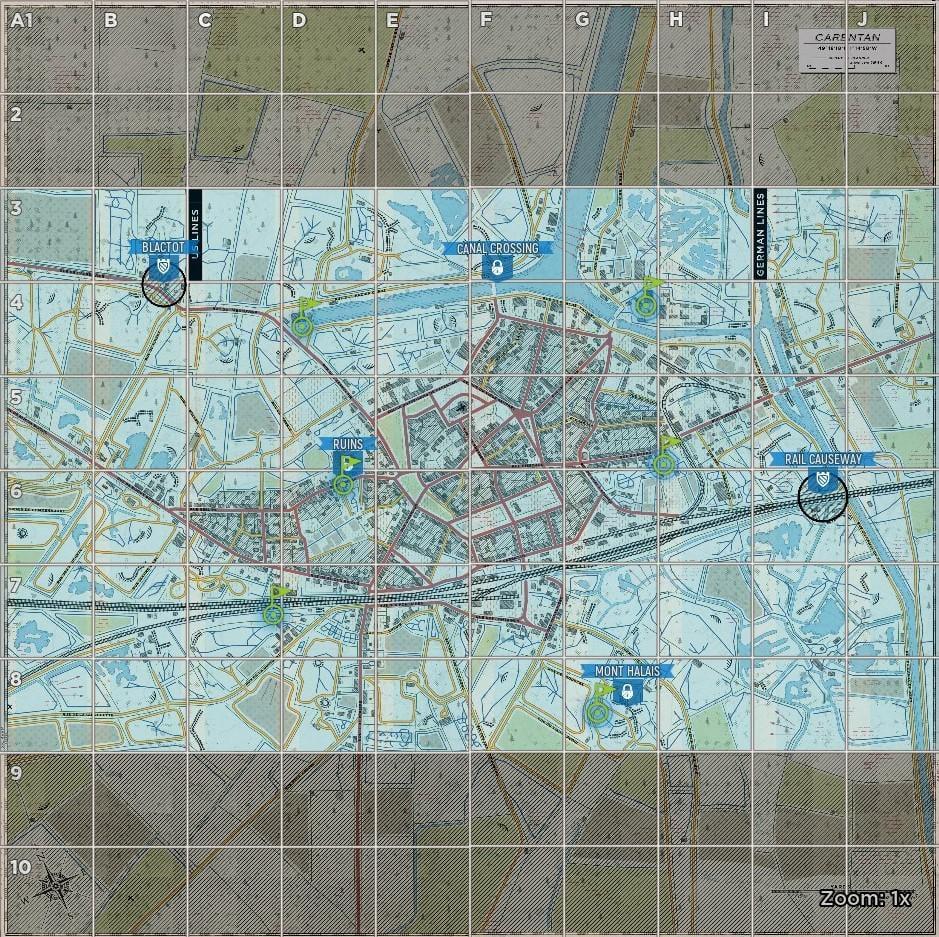 A1 B C D E F G H I J
CARENTAN
2
3
US LINES
GERMAN LINES
BLACTOT
CANAL CROSSING
4
5
RUINS
RAIL CAUSEWAY
6
7
8
MONT HALAIS
9
10
N
W
S
Zoom: 1x